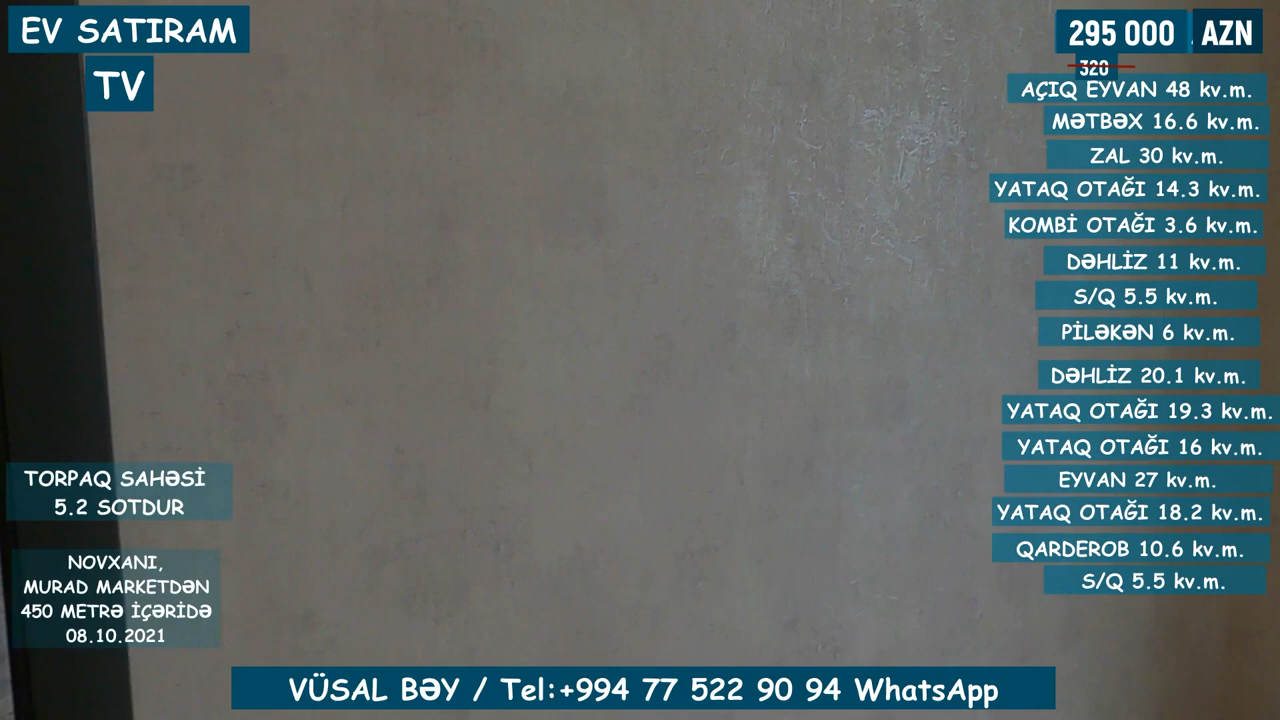 EV SATIRAM
TV
295 000 AZN
320
AÇIQ EYVAN 48 kv.m.
MƏTBƏX 16.6 kv.m.
ZAL 30 kv.m.
YATAQ OTAĞI 14.3 kv.m.
KOMBİ OTAĞI 3.6 kv.m.
DƏHLİZ 11 kv.m.
S/Q 5.5 kv.m.
PİLƏKƏN 6 kv.m.
DƏHLİZ 20.1 kv.m.
YATAQ OTAĞI 19.3 kv.m.
YATAQ OTAĞI 16 kv.m.
EYVAN 27 kv.m.
YATAQ OTAĞI 18.2 kv.m.
QARDEROB 10.6 kv.m.
S/Q 5.5 kv.m.
TORPAQ SAHƏSİ
5.2 SOTDUR
NOVXANI,
MURAD MARKETDƏN
450 METRƏ İÇƏRİDƏ
08.10.2021
VÜSAL BƏY / Tel:+994 77 522 90 94 WhatsApp